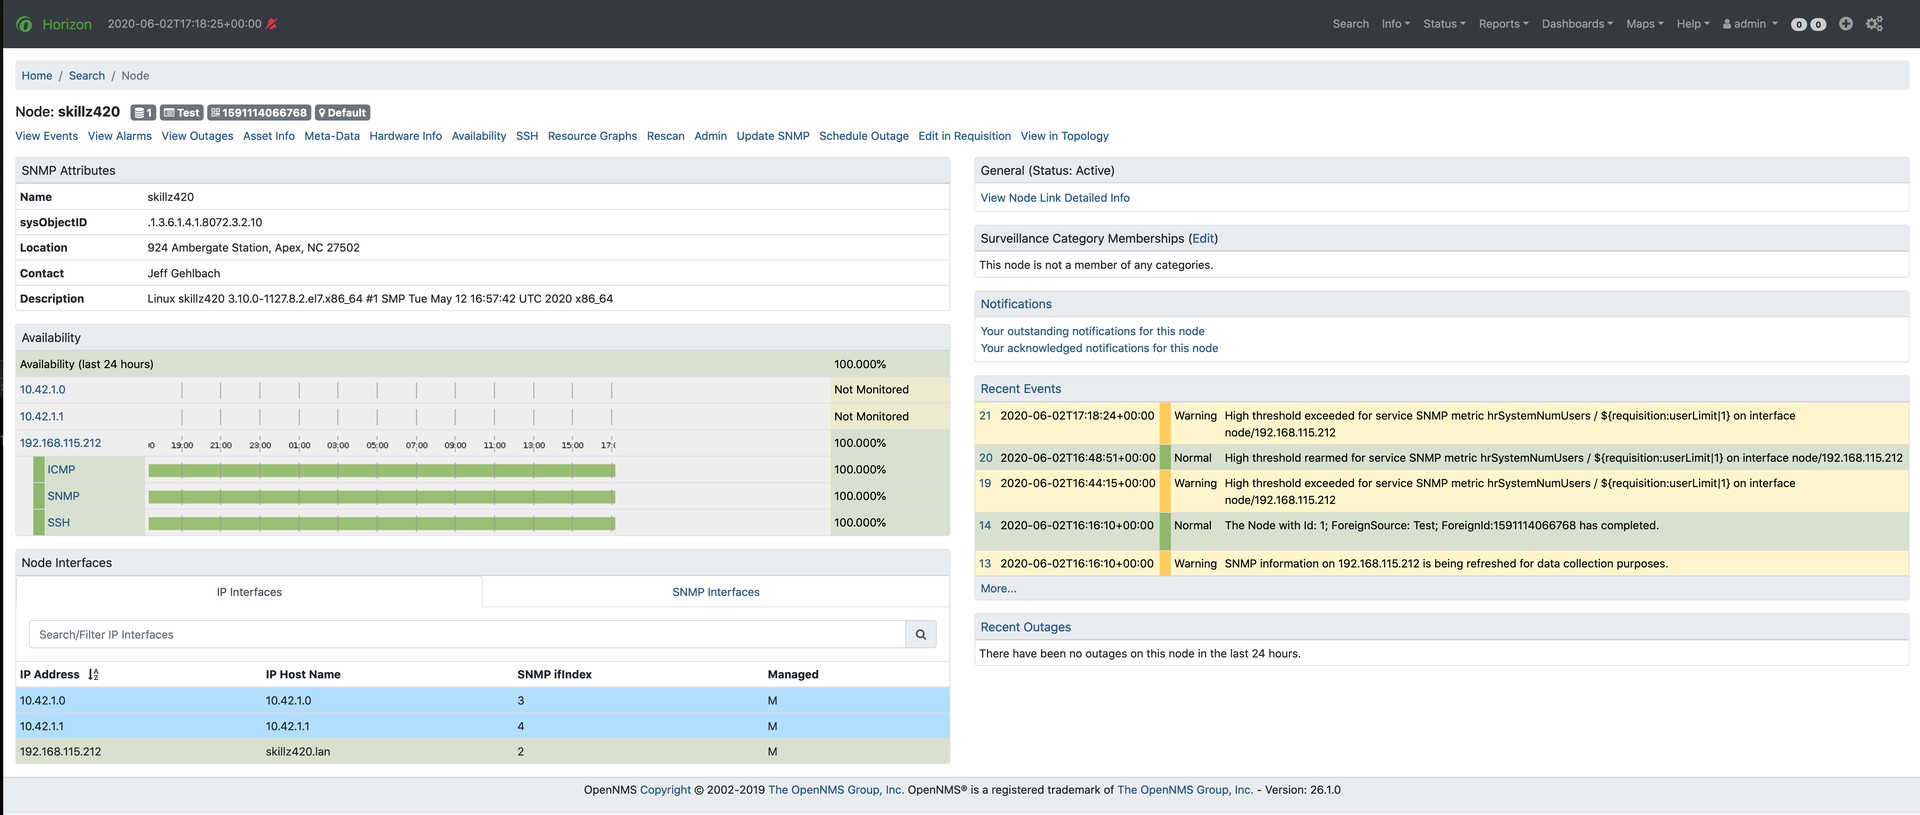 Horizon 2020-06-02T17:18:25+00:00 Search Info Status Reports Dashboards Maps Help admin 0 0
Home / Search / Node
Node: skillz420 1 Test 1591114066768 Default
View Events View Alarms View Outages Asset Info Meta-Data Hardware Info Availability SSH Resource Graphs Rescan Admin Update SNMP Schedule Outage Edit in Requisition View in Topology
SNMP Attributes
Name skillz420
sysObjectID .1.3.6.1.4.1.8072.3.2.10
Location 924 Ambergate Station, Apex, NC 27502
Contact Jeff Gehlbach
Description Linux skillz420 3.10.0-1127.8.2.el7.x86_64 #1 SMP Tue May 12 16:57:42 UTC 2020 x86_64
Availability
Availability (last 24 hours) 100.000%
10.42.1.0 Not Monitored
10.42.1.1 Not Monitored
192.168.115.212 00 19:00 21:00 23:00 01:00 03:00 05:00 07:00 09:00 11:00 13:00 15:00 17:0 100.000%
ICMP 100.000%
SNMP 100.000%
SSH 100.000%
Node Interfaces
IP Interfaces SNMP Interfaces
Search/Filter IP Interfaces
IP Address IP Host Name SNMP ifIndex Managed
10.42.1.0 10.42.1.0 3 M
10.42.1.1 10.42.1.1 4 M
192.168.115.212 skillz420.lan 2 M
General (Status: Active)
View Node Link Detailed Info
Surveillance Category Memberships (Edit)
This node is not a member of any categories.
Notifications
Your outstanding notifications for this node
Your acknowledged notifications for this node
Recent Events
21 2020-06-02T17:18:24+00:00 Warning High threshold exceeded for service SNMP metric hrSystemNumUsers / ${requisition:userLimit|1} on interface
node/192.168.115.212
20 2020-06-02T16:48:51+00:00 Normal High threshold rearmed for service SNMP metric hrSystemNumUsers / ${requisition:userLimit|1} on interface node/192.168.115.212
19 2020-06-02T16:44:15+00:00 Warning High threshold exceeded for service SNMP metric hrSystemNumUsers / ${requisition:userLimit|1} on interface
node/192.168.115.212
14 2020-06-02T16:16:10+00:00 Normal The Node with Id: 1; ForeignSource: Test; ForeignId:1591114066768 has completed.
13 2020-06-02T16:16:10+00:00 Warning SNMP information on 192.168.115.212 is being refreshed for data collection purposes.
More...
Recent Outages
There have been no outages on this node in the last 24 hours.
OpenNMS Copyright © 2002-2019 The OpenNMS Group, Inc. OpenNMS® is a registered trademark of The OpenNMS Group, Inc. - Version: 26.1.0